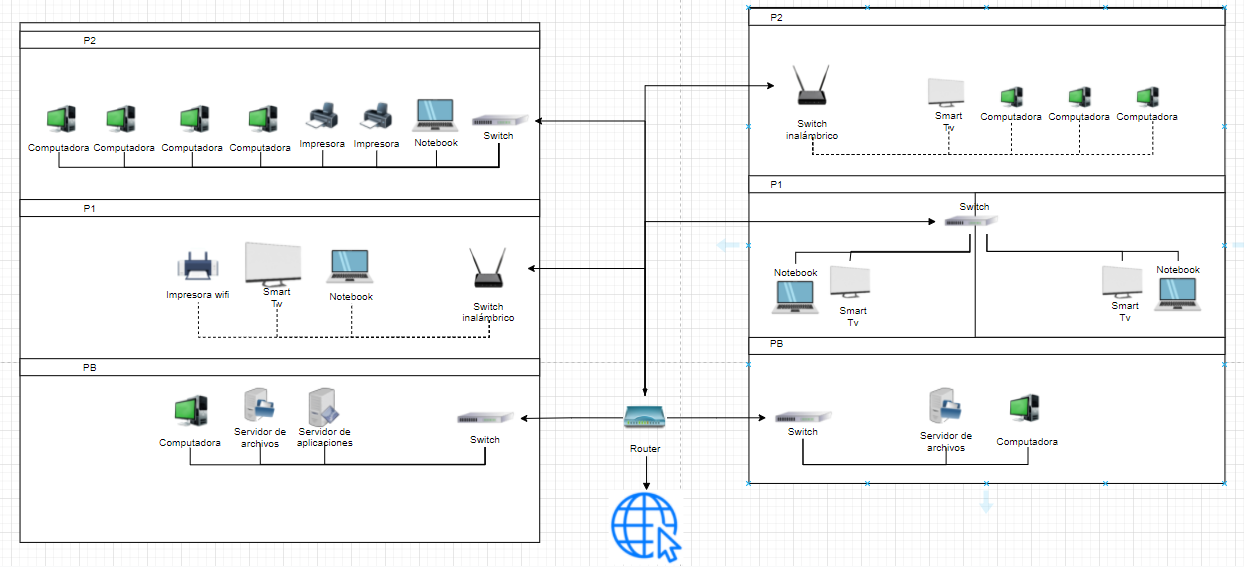 P2
Computadora
Computadora
Computadora
Computadora
Impresora
Impresora
Notebook
Switch
P1
Impresora wifi
Smart
Tv
Notebook
Switch
inalámbrico
PB
Computadora
Servidor de
archivos
Servidor de
aplicaciones
Switch
Router
P2
Switch
inalámbrico
Smart
Tv
Computadora
Computadora
Computadora
P1
Switch
Notebook
Smart
Tv
Smart
Tv
Notebook
PB
Switch
Servidor de
archivos
Computadora